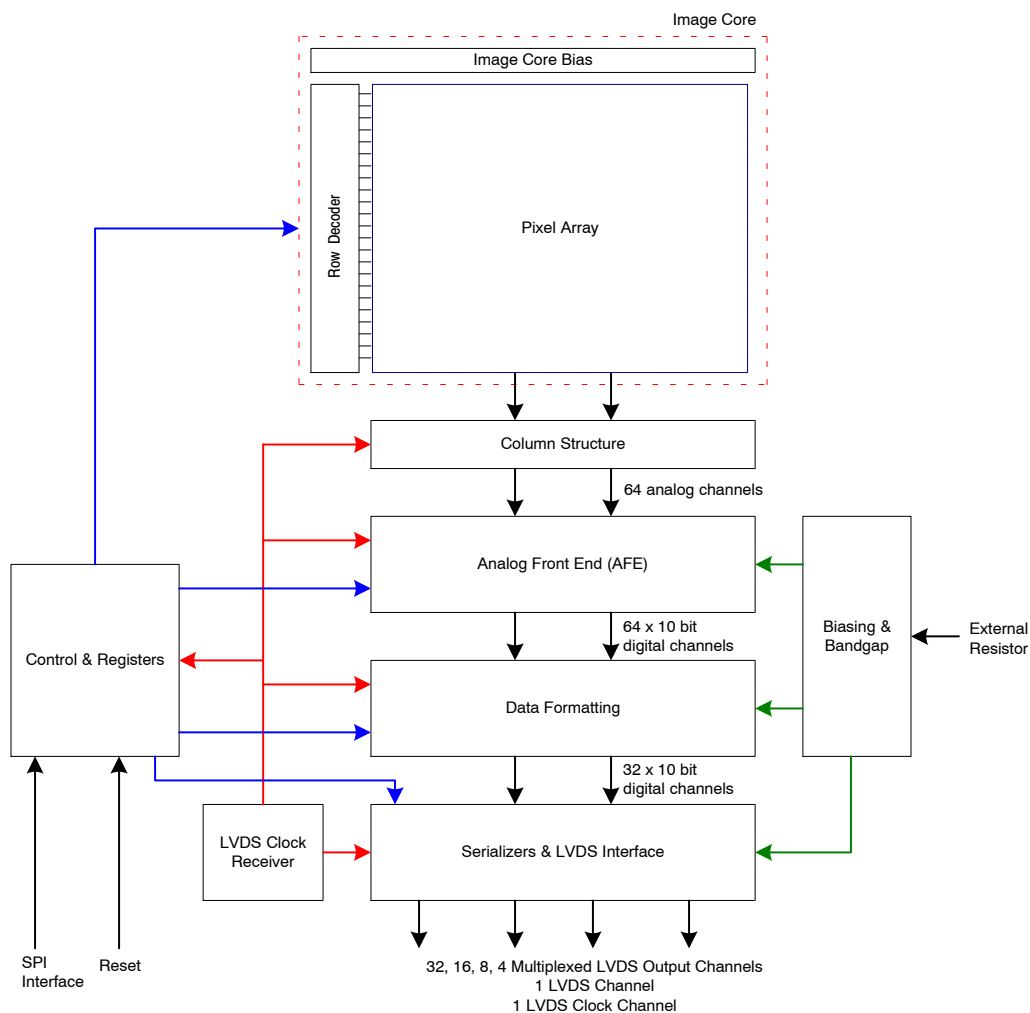 Image Core
Image Core Bias
Row Decoder
Pixel Array
Column Structure
64 analog channels
Analog Front End (AFE)
64 x 10 bit
digital channels
Biasing &
Bandgap
External
Resistor
Control & Registers
Data Formatting
32 x 10 bit
digital channels
LVDS Clock
Receiver
Serializers & LVDS Interface
SPI
Interface
Reset
32, 16, 8, 4 Multiplexed LVDS Output Channels
1 LVDS Channel
1 LVDS Clock Channel